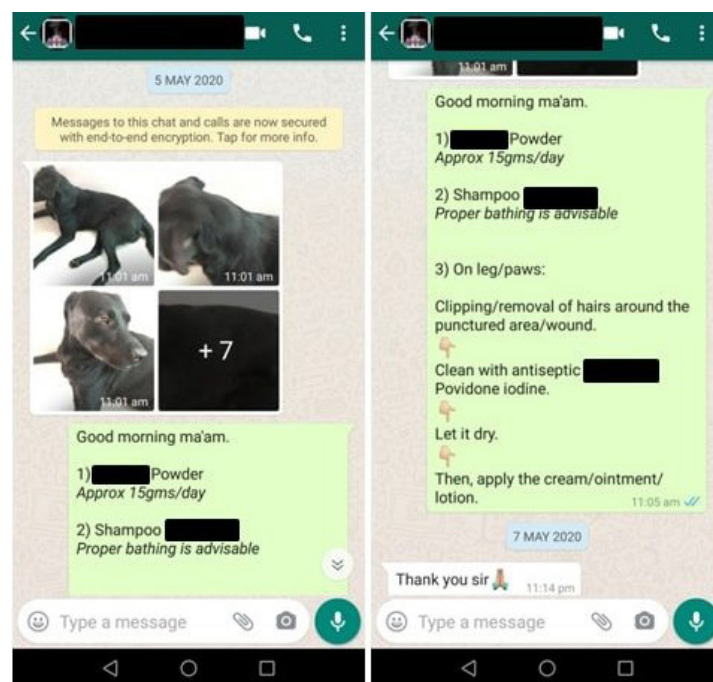 5 MAY 2020
Messages to this chat and calls are now secured
with end-to-end encryption. Tap for more info.
11:01 am
11:01 am
11:01 am
+ 7
Good morning ma'am.
1) Powder
Approx 15gms/day
2) Shampoo
Proper bathing is advisable
Type a message
11:01 am
Good morning ma'am.
1) Powder
Approx 15gms/day
2) Shampoo
Proper bathing is advisable
3) On leg/paws:
Clipping/removal of hairs around the
punctured area/wound.
Clean with antiseptic
Povidone iodine.
Let it dry.
Then, apply the cream/ointment/
lotion.
11:05 am
7 MAY 2020
Thank you sir
11:14 pm
Type a message